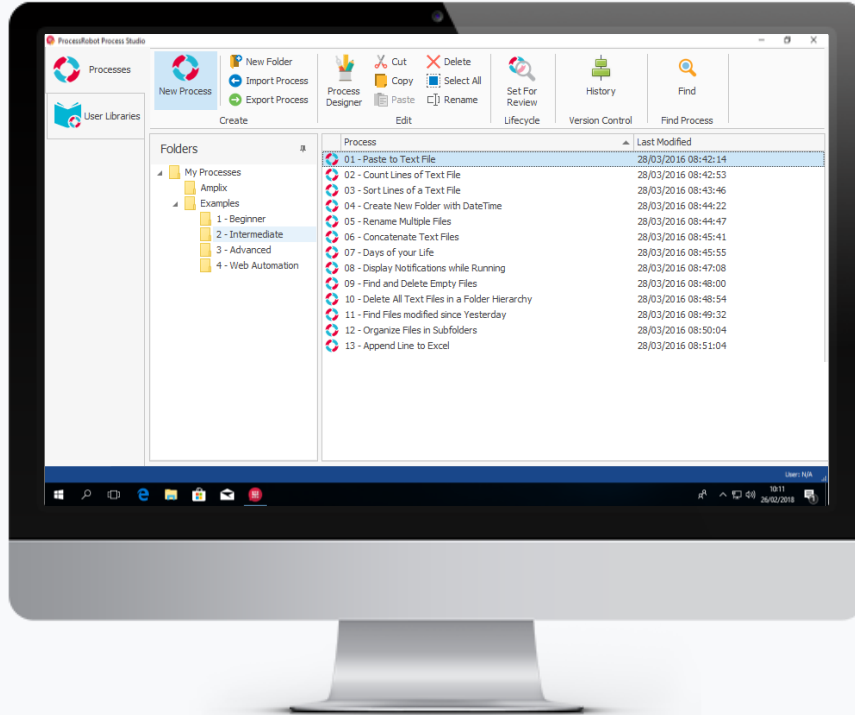 ProcessRobot Process Studio
Processes
User Libraries
New Process
New Folder
Import Process
Export Process
Create
Process Designer
Cut
Copy
Paste
Delete
Select All
Rename
Edit
Set For Review
Lifecycle
History
Version Control
Find
Find Process
Folders
My Processes
Amplix
Examples
1 - Beginner
2 - Intermediate
3 - Advanced
4 - Web Automation
Process Last Modified
01 - Paste to Text File 28/03/2016 08:42:14
02 - Count Lines of Text File 28/03/2016 08:42:53
03 - Sort Lines of a Text File 28/03/2016 08:43:46
04 - Create New Folder with DateTime 28/03/2016 08:44:22
05 - Rename Multiple Files 28/03/2016 08:44:47
06 - Concatenate Text Files 28/03/2016 08:45:41
07 - Days of your Life 28/03/2016 08:45:55
08 - Display Notifications while Running 28/03/2016 08:47:08
09 - Find and Delete Empty Files 28/03/2016 08:48:00
10 - Delete All Text Files in a Folder Hierarchy 28/03/2016 08:48:54
11 - Find Files modified since Yesterday 28/03/2016 08:49:32
12 - Organize Files in Subfolders 28/03/2016 08:50:04
13 - Append Line to Excel 28/03/2016 08:51:04
User: N/A
10:11
26/02/2018